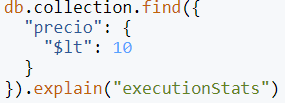 db.collection.find({
  "precio": {
    "$lt": 10
  }
}).explain("executionStats")